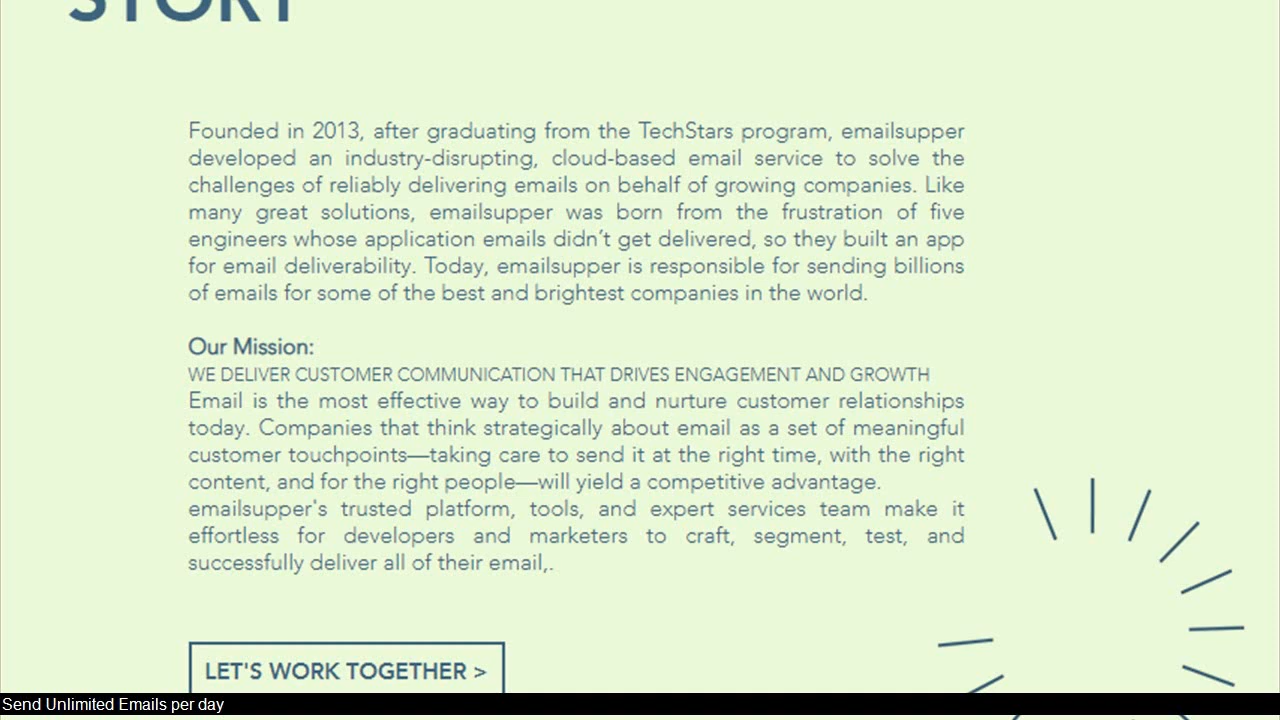 STORY
Founded in 2013, after graduating from the TechStars program, emailsupper
developed an industry-disrupting, cloud-based email service to solve the
challenges of reliably delivering emails on behalf of growing companies. Like
many great solutions, emailsupper was born from the frustration of five
engineers whose application emails didn’t get delivered, so they built an app
for email deliverability. Today, emailsupper is responsible for sending billions
of emails for some of the best and brightest companies in the world.
Our Mission:
WE DELIVER CUSTOMER COMMUNICATION THAT DRIVES ENGAGEMENT AND GROWTH
Email is the most effective way to build and nurture customer relationships
today. Companies that think strategically about email as a set of meaningful
customer touchpoints—taking care to send it at the right time, with the right
content, and for the right people—will yield a competitive advantage.
emailsupper's trusted platform, tools, and expert services team make it
effortless for developers and marketers to craft, segment, test, and
successfully deliver all of their email,.
LET'S WORK TOGETHER >
Send Unlimited Emails per day